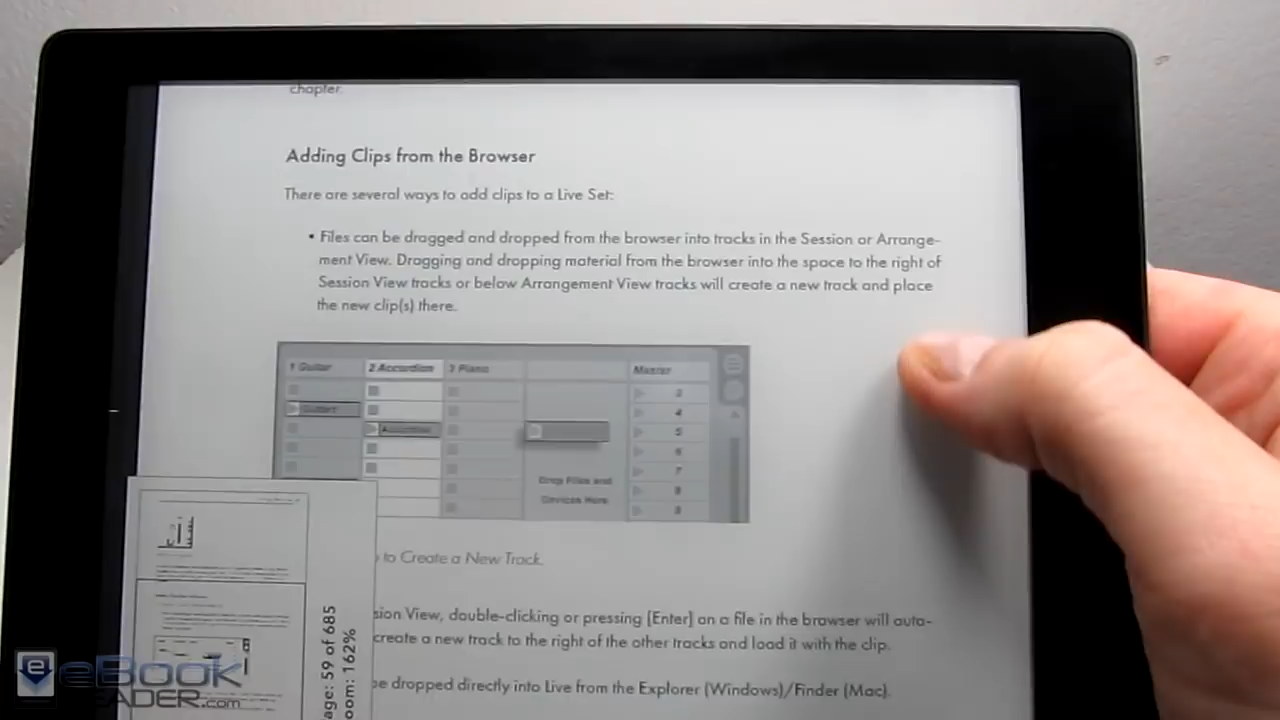 chapter.
Adding Clips from the Browser
There are several ways to add clips to a Live Set:
• Files can be dragged and dropped from the browser into tracks in the Session or Arrange-
ment View. Dragging and dropping material from the browser into the space to the right of
Session View tracks or below Arrangement View tracks will create a new track and place
the new clip(s) there.
1 Guitar 2 Accordion 3 Piano Master
3
4
5
6
7
8
Drop Files and
Devices Here
to Create a New Track.
sion View, double-clicking or pressing [Enter] on a file in the browser will auto-
create a new track to the right of the other tracks and load it with the clip.
be dropped directly into Live from the Explorer (Windows)/Finder (Mac).
age: 59 of 685
oom: 162%
eBook
READER.com